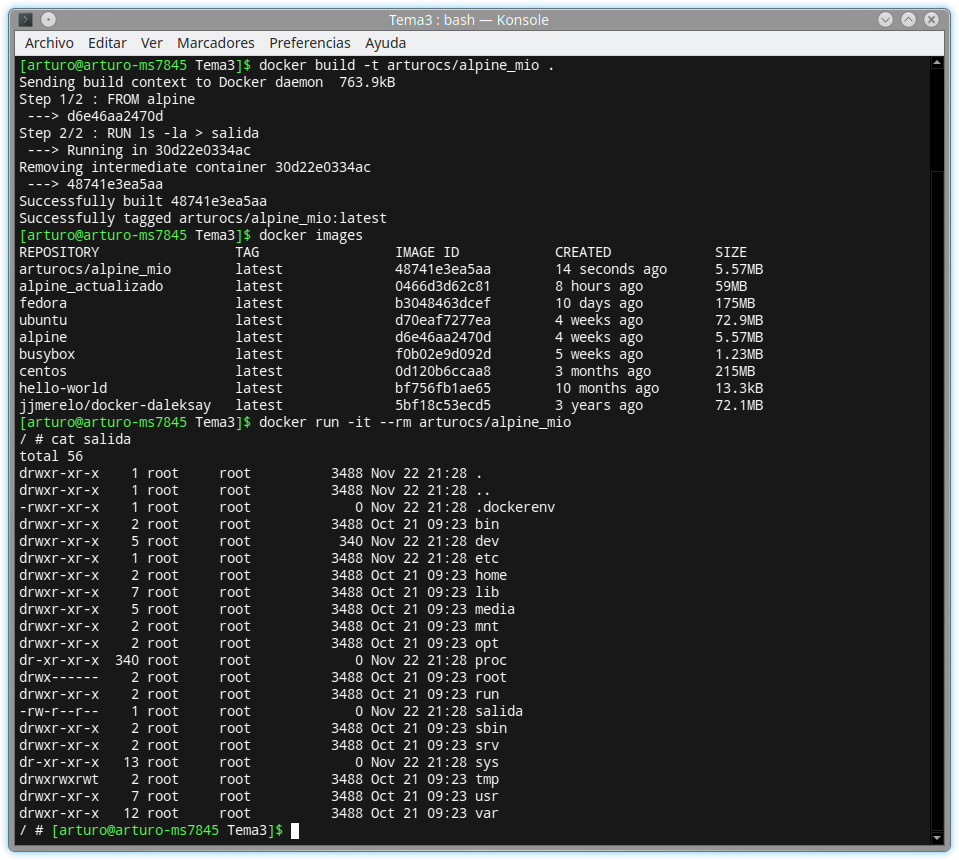 Tema3 : bash — Konsole
Archivo Editar Ver Marcadores Preferencias Ayuda
[arturo@arturo-ms7845 Tema3]$ docker build -t arturocs/alpine_mio .
Sending build context to Docker daemon  763.9kB
Step 1/2 : FROM alpine
 ---> d6e46aa2470d
Step 2/2 : RUN ls -la > salida
 ---> Running in 30d22e0334ac
Removing intermediate container 30d22e0334ac
 ---> 48741e3ea5aa
Successfully built 48741e3ea5aa
Successfully tagged arturocs/alpine_mio:latest
[arturo@arturo-ms7845 Tema3]$ docker images
REPOSITORY                 TAG                 IMAGE ID            CREATED             SIZE
arturocs/alpine_mio        latest              48741e3ea5aa        14 seconds ago      5.57MB
alpine_actualizado         latest              0466d3d62c81        8 hours ago         59MB
fedora                     latest              b3048463dcef        10 days ago         175MB
ubuntu                     latest              d70eaf7277ea        4 weeks ago         72.9MB
alpine                     latest              d6e46aa2470d        4 weeks ago         5.57MB
busybox                    latest              f0b02e9d092d        5 weeks ago         1.23MB
centos                     latest              0d120b6ccaa8        3 months ago        215MB
hello-world                latest              bf756fb1ae65        10 months ago       13.3kB
jjmerelo/docker-daleksay   latest              5bf18c53ecd5        3 years ago         72.1MB
[arturo@arturo-ms7845 Tema3]$ docker run -it --rm arturocs/alpine_mio
/ # cat salida
total 56
drwxr-xr-x    1 root     root          3488 Nov 22 21:28 .
drwxr-xr-x    1 root     root          3488 Nov 22 21:28 ..
-rwxr-xr-x    1 root     root             0 Nov 22 21:28 .dockerenv
drwxr-xr-x    2 root     root          3488 Oct 21 09:23 bin
drwxr-xr-x    5 root     root           340 Nov 22 21:28 dev
drwxr-xr-x    1 root     root          3488 Nov 22 21:28 etc
drwxr-xr-x    2 root     root          3488 Oct 21 09:23 home
drwxr-xr-x    7 root     root          3488 Oct 21 09:23 lib
drwxr-xr-x    5 root     root          3488 Oct 21 09:23 media
drwxr-xr-x    2 root     root          3488 Oct 21 09:23 mnt
drwxr-xr-x    2 root     root          3488 Oct 21 09:23 opt
dr-xr-xr-x  340 root     root             0 Nov 22 21:28 proc
drwx------    2 root     root          3488 Oct 21 09:23 root
drwxr-xr-x    2 root     root          3488 Oct 21 09:23 run
-rw-r--r--    1 root     root             0 Nov 22 21:28 salida
drwxr-xr-x    2 root     root          3488 Oct 21 09:23 sbin
drwxr-xr-x    2 root     root          3488 Oct 21 09:23 srv
dr-xr-xr-x   13 root     root             0 Nov 22 21:28 sys
drwxrwxrwt    2 root     root          3488 Oct 21 09:23 tmp
drwxr-xr-x    7 root     root          3488 Oct 21 09:23 usr
drwxr-xr-x   12 root     root          3488 Oct 21 09:23 var
/ # [arturo@arturo-ms7845 Tema3]$